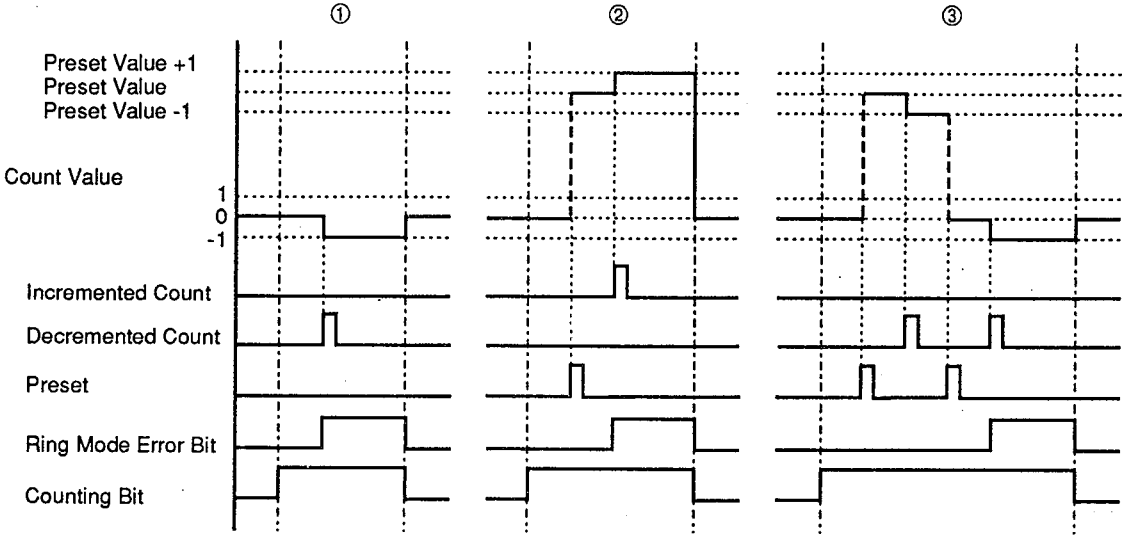 ① ② ③
Preset Value +1
Preset Value
Preset Value -1
Count Value
1
0
-1
Incremented Count
Decremented Count
Preset
Ring Mode Error Bit
Counting Bit